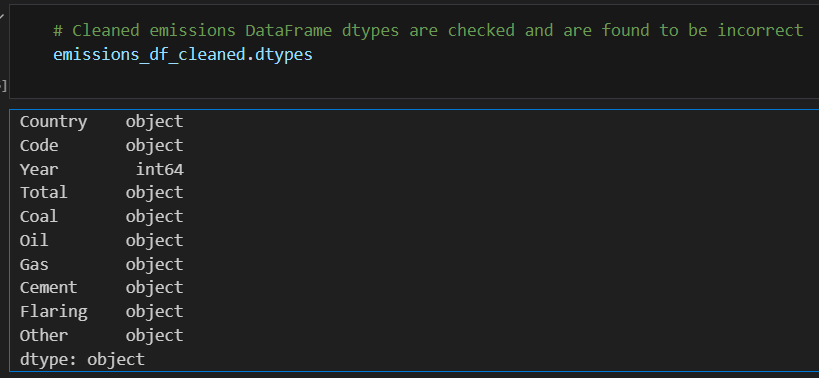 # Cleaned emissions DataFrame dtypes are checked and are found to be incorrect
emissions_df_cleaned.dtypes
]
Country object
Code object
Year int64
Total object
Coal object
Oil object
Gas object
Cement object
Flaring object
Other object
dtype: object